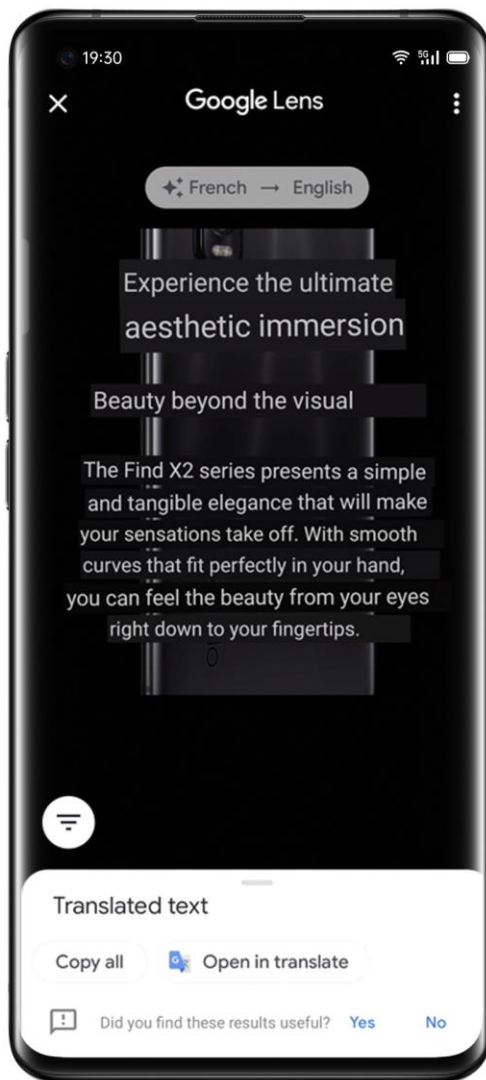 19:30
5G
Google Lens
French → English
Experience the ultimate
aesthetic immersion
Beauty beyond the visual
The Find X2 series presents a simple
and tangible elegance that will make
your sensations take off. With smooth
curves that fit perfectly in your hand,
you can feel the beauty from your eyes
right down to your fingertips.
Translated text
Copy all
Open in translate
Did you find these results useful? Yes No